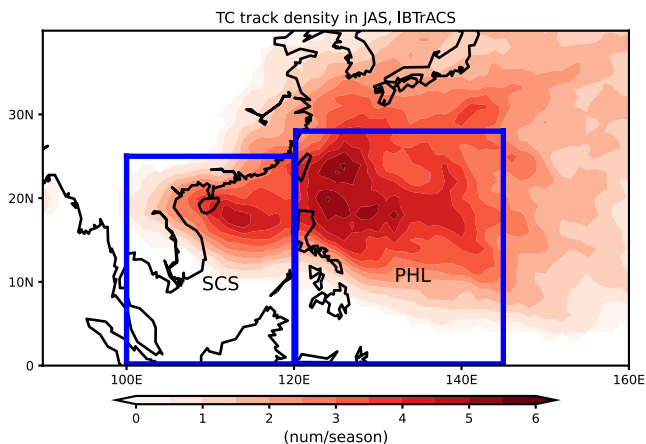 TC track density in JAS, IBTrACS
30N
20N
10N
0
SCS
PHL
100E
120E
140E
160E
0
1
2
3
4
5
6
(num/season)